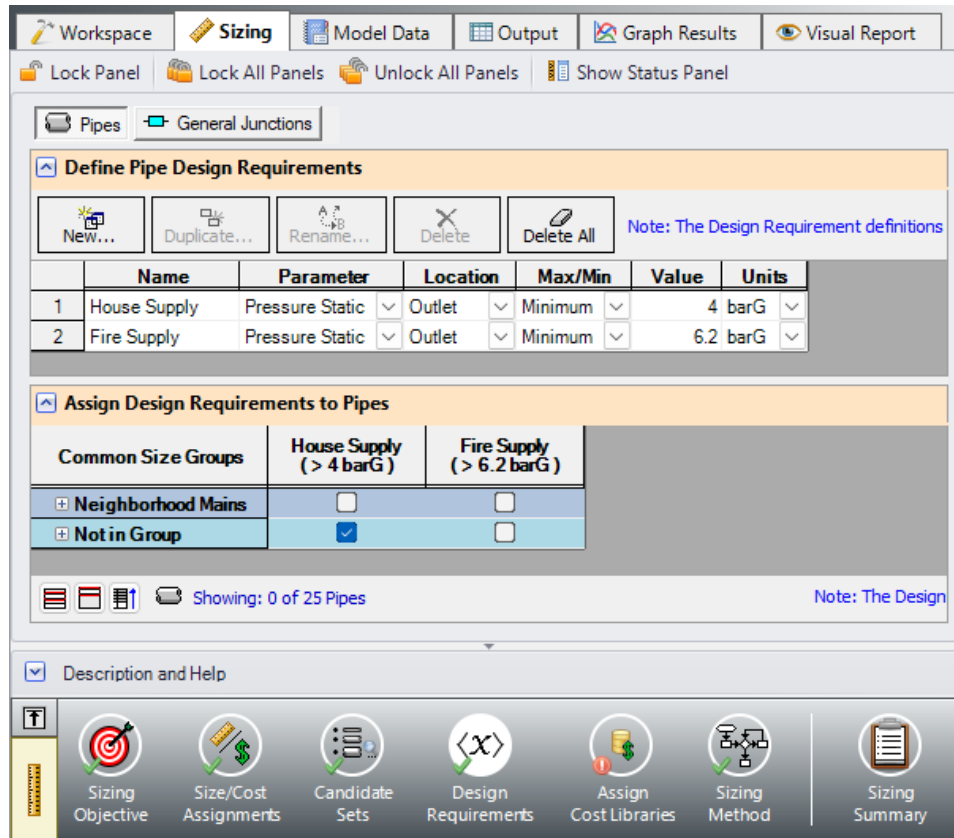 Workspace Sizing Model Data Output Graph Results Visual Report
Lock Panel Lock All Panels Unlock All Panels Show Status Panel
Pipes General Junctions
Define Pipe Design Requirements
New... Duplicate... Rename... Delete Delete All Note: The Design Requirement definitions
Name Parameter Location Max/Min Value Units
1 House Supply Pressure Static Outlet Minimum 4 barG
2 Fire Supply Pressure Static Outlet Minimum 6.2 barG
Assign Design Requirements to Pipes
Common Size Groups House Supply ( > 4 barG ) Fire Supply ( > 6.2 barG )
Neighborhood Mains
Not in Group
Showing: 0 of 25 Pipes Note: The Design
Description and Help
Sizing Objective Size/Cost Assignments Candidate Sets Design Requirements Assign Cost Libraries Sizing Method Sizing Summary